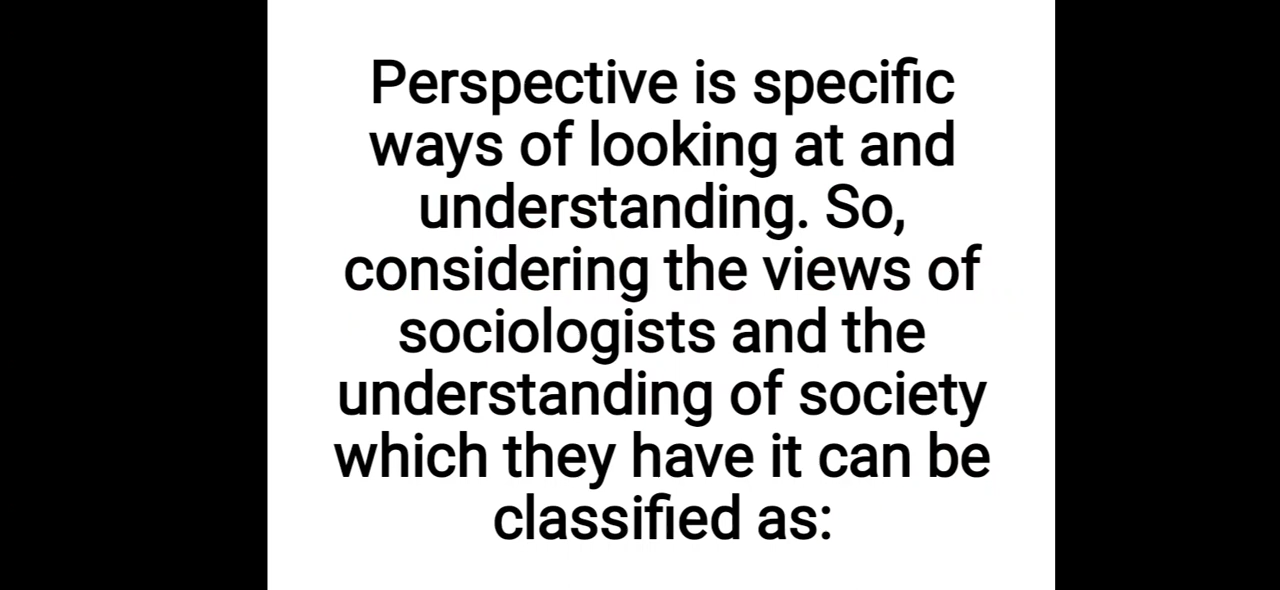 Perspective is specific
ways of looking at and
understanding. So,
considering the views of
sociologists and the
understanding of society
which they have it can be
classified as: